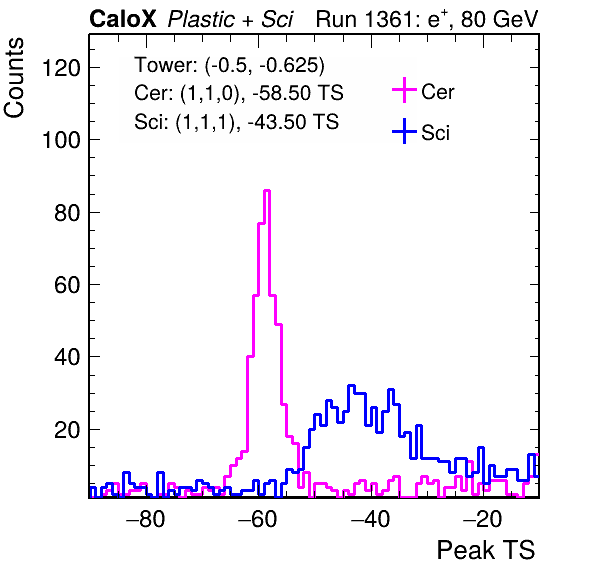 CaloX Plastic + Sci Run 1361: e+, 80 GeV
Counts
Tower: (-0.5, -0.625)
Cer: (1,1,0), -58.50 TS
Sci: (1,1,1), -43.50 TS
Cer
Sci
120
100
80
60
40
20
−80 −60 −40 −20
Peak TS